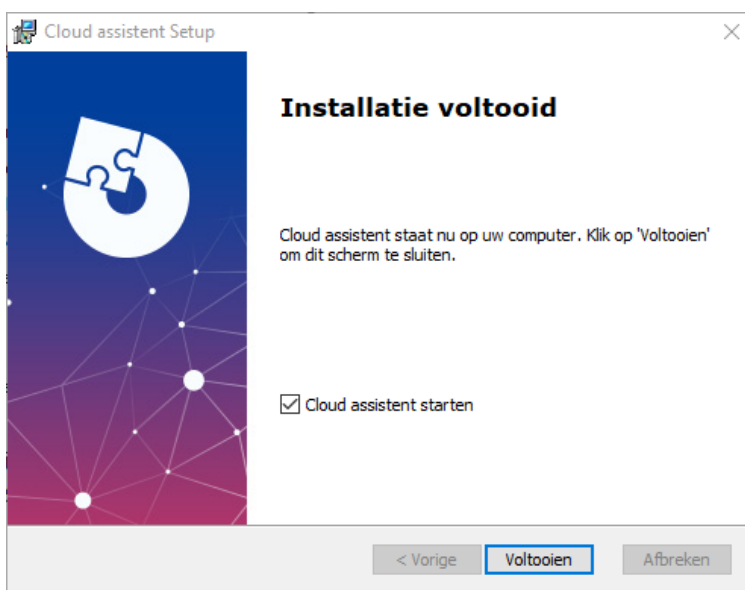 Cloud assistent Setup
Installatie voltooid
Cloud assistent staat nu op uw computer. Klik op 'Voltooien'
om dit scherm te sluiten.
Cloud assistent starten
< Vorige
Voltooien
Afbreken